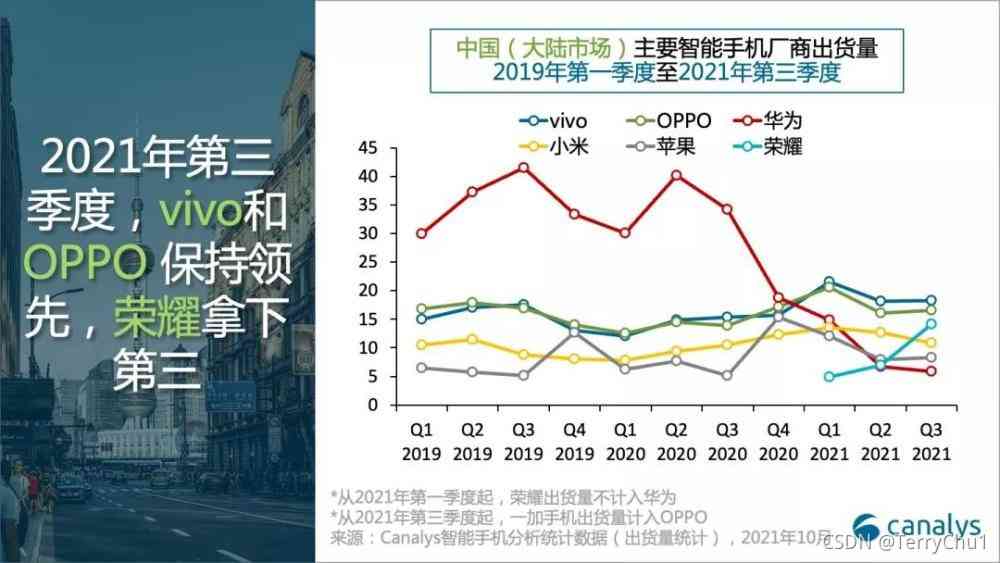 2021年第三
季度，vivo和
OPPO 保持领
先，荣耀拿下
第三
中国（大陆市场）主要智能手机厂商出货量
2019年第一季度至2021年第三季度
vivo OPPO 华为
小米 苹果 荣耀
45
40
35
30
25
20
15
10
5
0
Q1 Q2 Q3 Q4 Q1 Q2 Q3 Q4 Q1 Q2 Q3
2019 2019 2019 2019 2020 2020 2020 2020 2021 2021 2021
*从2021年第一季度起，荣耀出货量不计入华为
*从2021年第三季度起，一加手机出货量计入OPPO
来源：Canalys智能手机分析统计数据（出货量统计），2021年10月
canalys
CSDN @TerryChu1